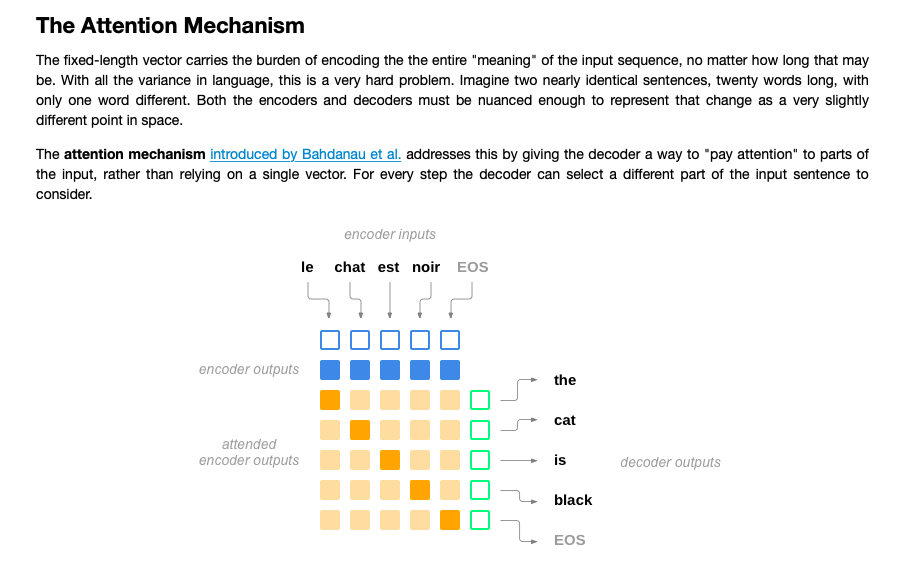 The Attention Mechanism
The fixed-length vector carries the burden of encoding the the entire "meaning" of the input sequence, no matter how long that may
be. With all the variance in language, this is a very hard problem. Imagine two nearly identical sentences, twenty words long, with
only one word different. Both the encoders and decoders must be nuanced enough to represent that change as a very slightly
different point in space.
The attention mechanism introduced by Bahdanau et al. addresses this by giving the decoder a way to "pay attention" to parts of
the input, rather than relying on a single vector. For every step the decoder can select a different part of the input sentence to
consider.
encoder inputs
le chat est noir EOS
encoder outputs
the
cat
attended
encoder outputs
is
decoder outputs
black
EOS